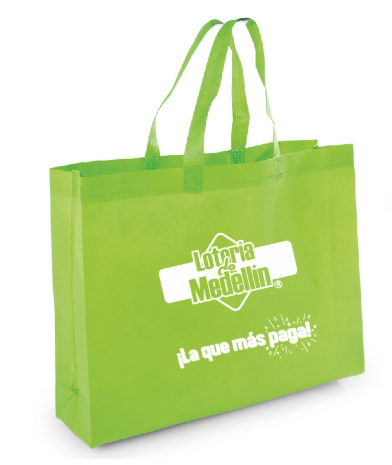 Lotería
de
Medellín®
¡La que más paga!